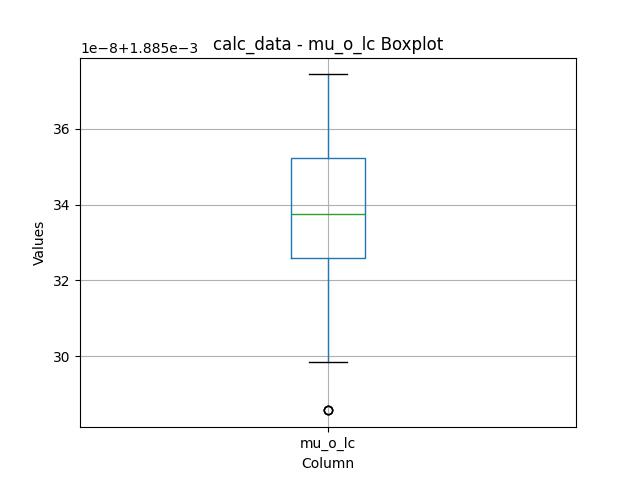 1e−8+1.885e−3
calc_data - mu_o_lc Boxplot
36
34
32
30
Values
mu_o_lc
Column